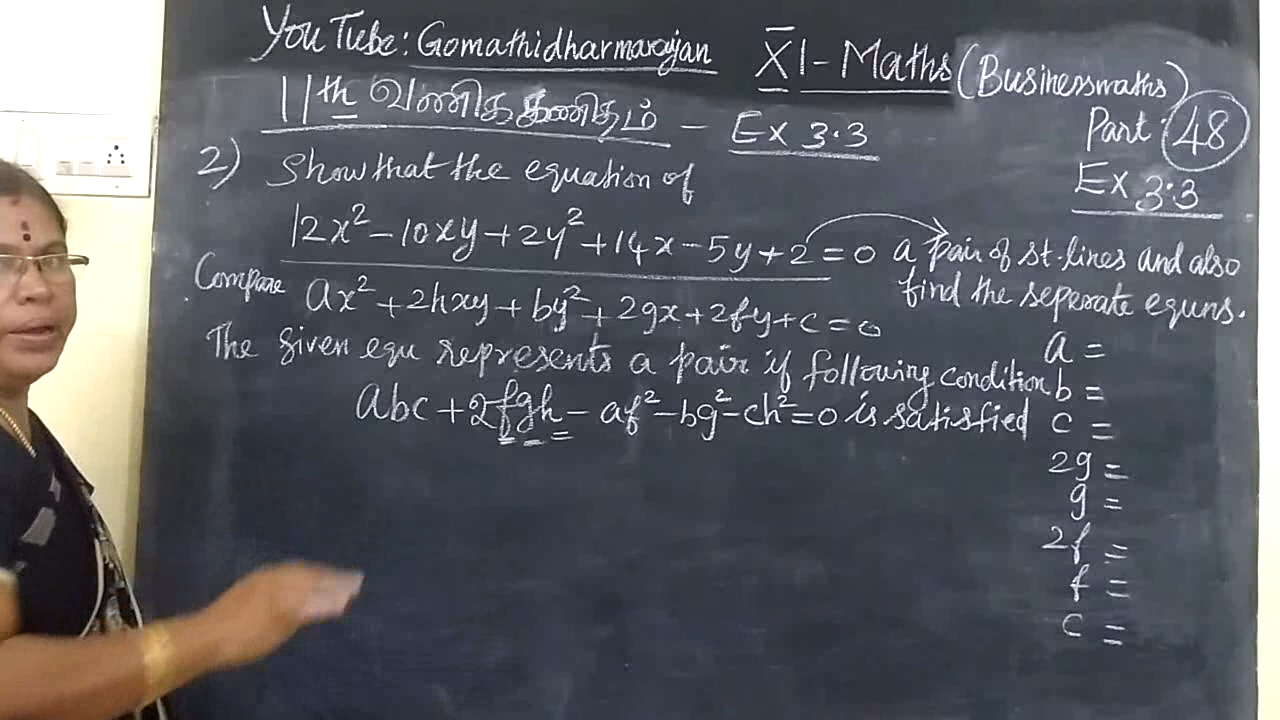 YouTube: Gomathidharmarajan XI - Maths (Businessmaths)
11th வணிக கணிதம் - Ex 3.3
Part: 48
Ex 3.3
2) Show that the equation of
12x² - 10xy + 2y² + 14x - 5y + 2 = 0 a pair of st. lines and also
find the seperate equns.
Compare ax² + 2hxy + by² + 2gx + 2fy + c = 0
The given equ represents a pair if following condition
abc + 2fgh - af² - bg² - ch² = 0 is satisfied
a =
b =
c =
2g =
g =
2f =
f =
c =